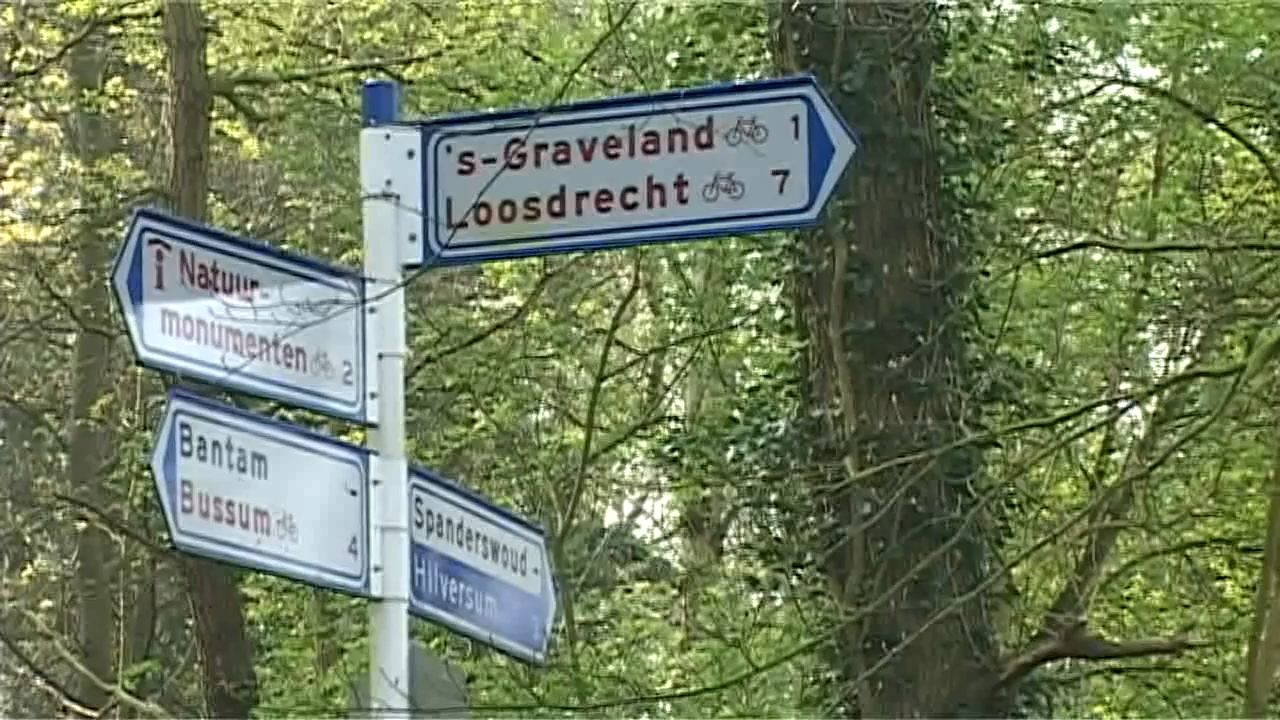 's-Graveland 1
Loosdrecht 7
i Natuur-
monumenten 2
Bantam -
Bussum 4
Spanderswoud -
Hilversum